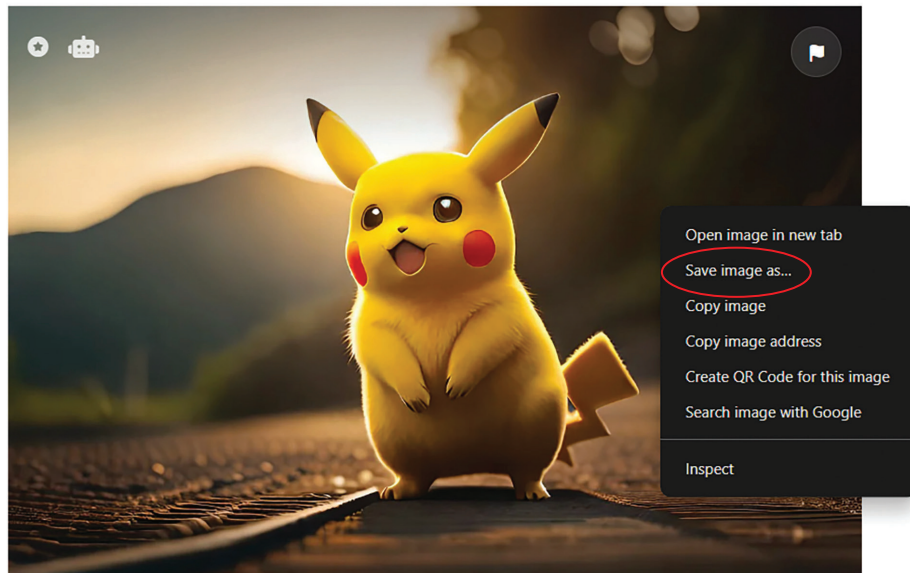 Open image in new tab
Save image as...
Copy image
Copy image address
Create QR Code for this image
Search image with Google
Inspect